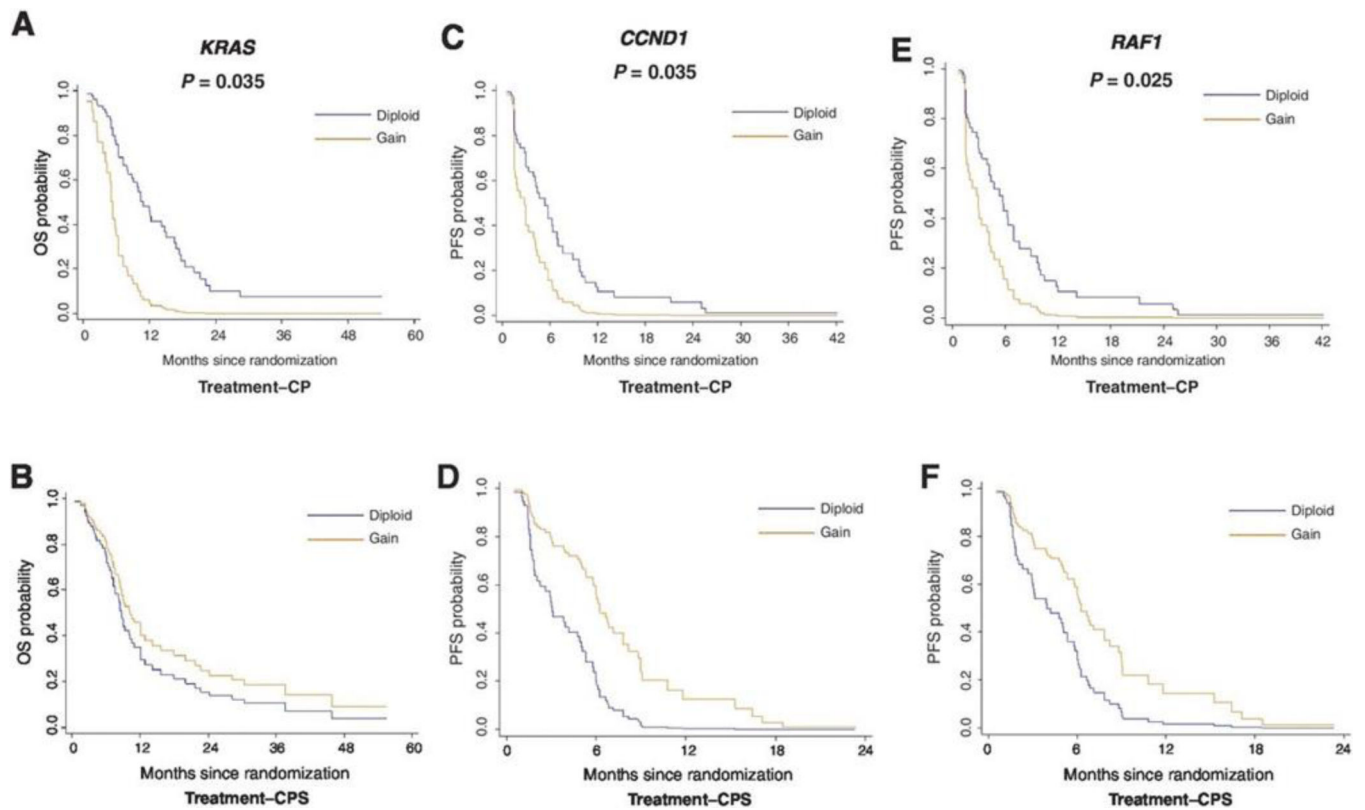 A
KRAS
P = 0.035
Diploid
Gain
OS probability
0.0 0.2 0.4 0.6 0.8 1.0
0 12 24 36 48 60
Months since randomization
Treatment–CP
C
CCND1
P = 0.035
Diploid
Gain
PFS probability
0.0 0.2 0.4 0.6 0.8 1.0
0 6 12 18 24 30 36 42
Months since randomization
Treatment–CP
E
RAF1
P = 0.025
Diploid
Gain
PFS probability
0.0 0.2 0.4 0.6 0.8 1.0
0 6 12 18 24 30 36 42
Months since randomization
Treatment–CP
B
Diploid
Gain
OS probability
0.0 0.2 0.4 0.6 0.8 1.0
0 12 24 36 48 60
Months since randomization
Treatment–CPS
D
Diploid
Gain
PFS probability
0.0 0.2 0.4 0.6 0.8 1.0
0 6 12 18 24
Months since randomization
Treatment–CPS
F
Diploid
Gain
PFS probability
0.0 0.2 0.4 0.6 0.8 1.0
0 6 12 18 24
Months since randomization
Treatment–CPS